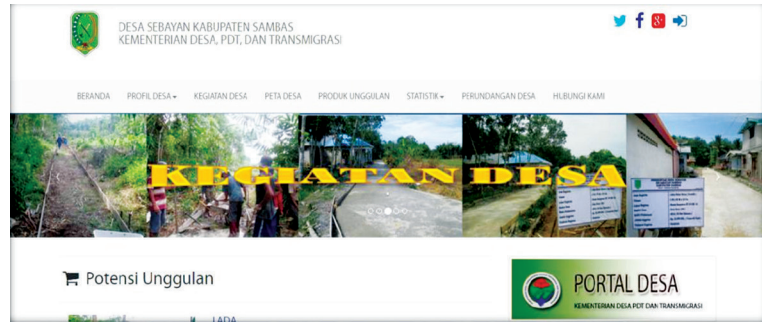 DESA SEBAYAN KABUPATEN SAMBAS
KEMENTERIAN DESA, PDT, DAN TRANSMIGRASI
BERANDA PROFIL DESA KEGIATAN DESA PETA DESA PRODUK UNGGULAN STATISTIK PERUNDANGAN DESA HUBUNGI KAMI
KEGIATAN DESA
Potensi Unggulan
PORTAL DESA
KEMENTERIAN DESA PDT DAN TRANSMIGRASI
LADA